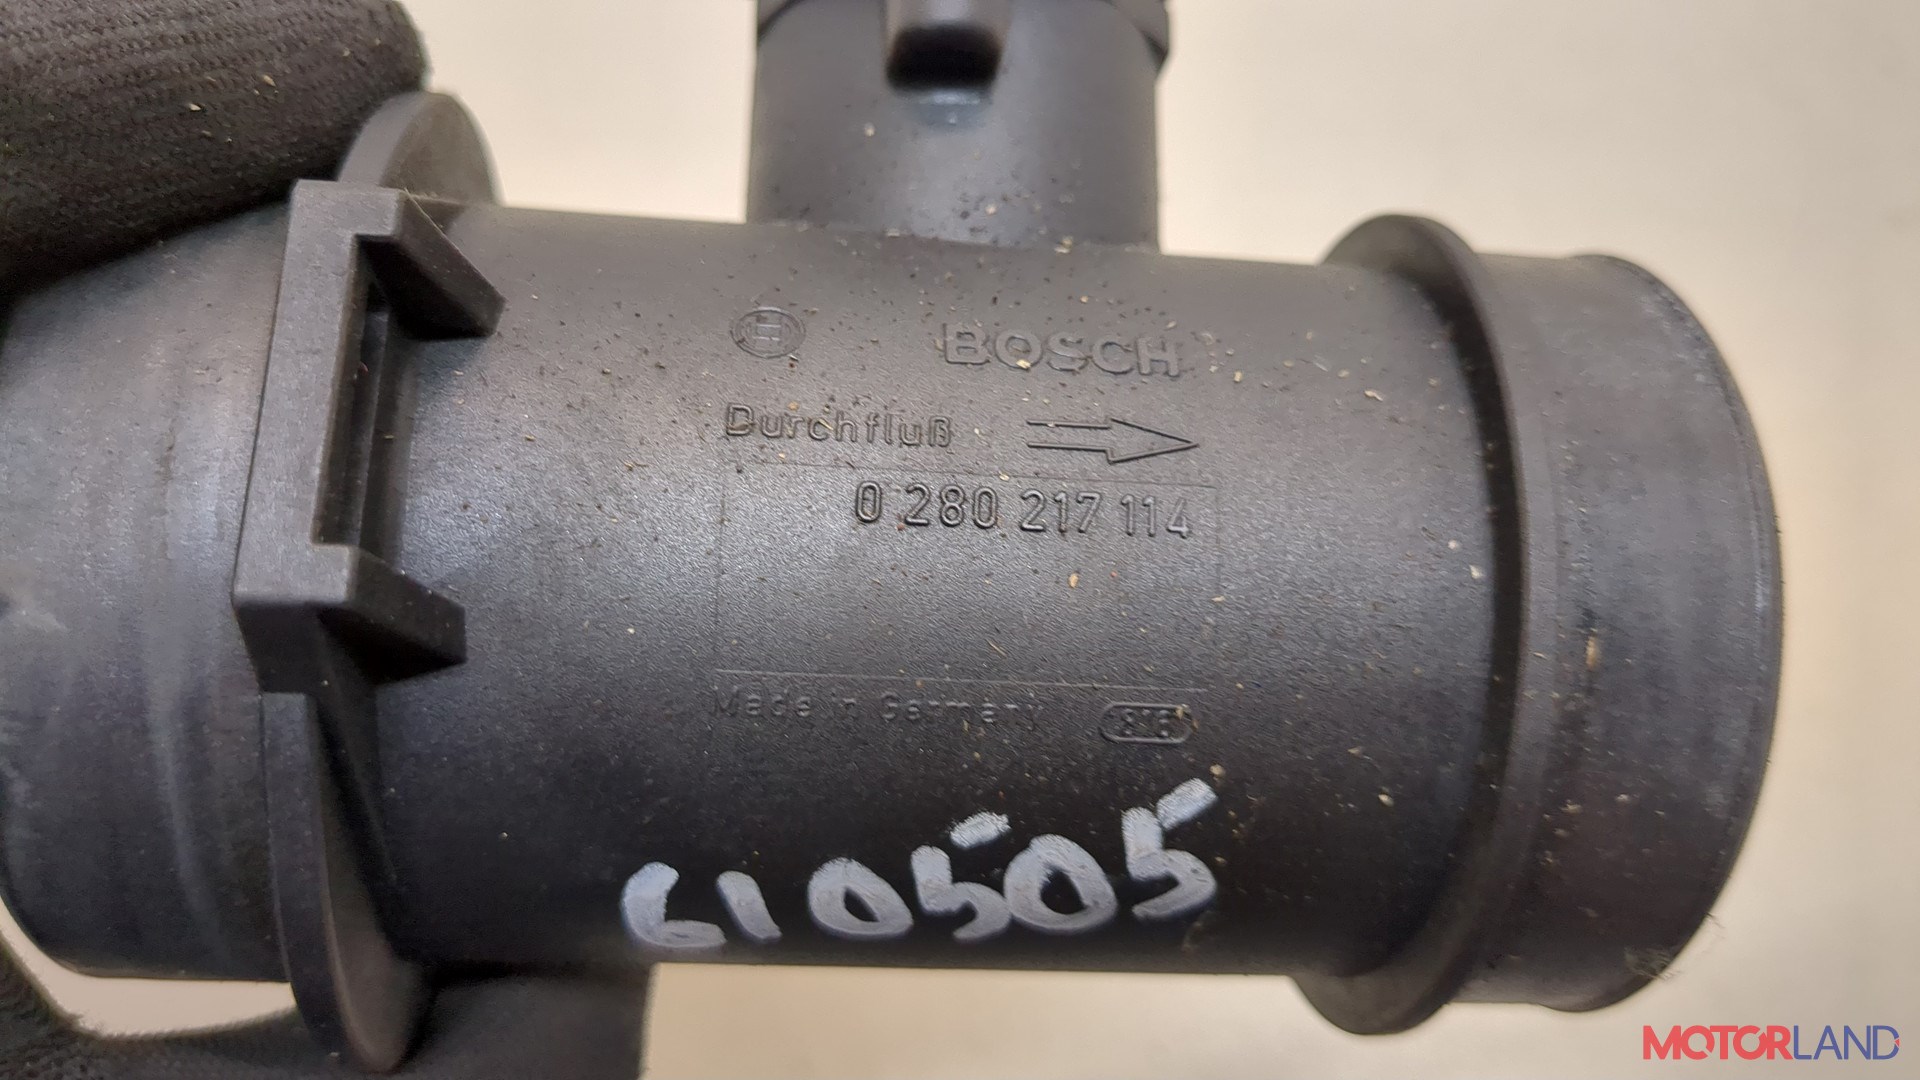 BOSCH
Durchfluß
0 280 217 114
Made in Germany
610505
MOTORLAND